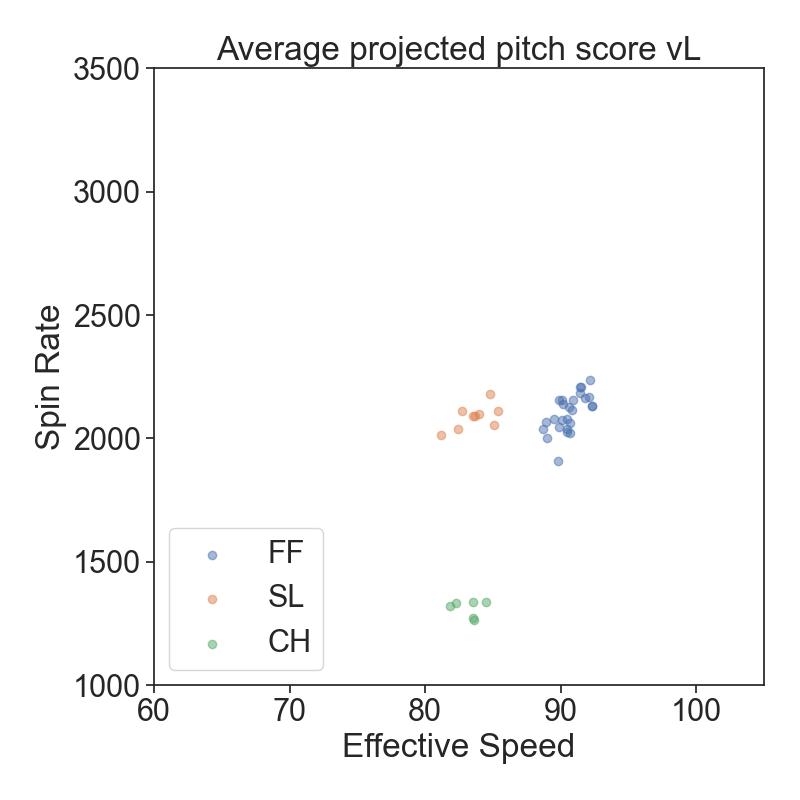 Average projected pitch score vL
3500
3000
2500
2000
1500
1000
Spin Rate
FF
SL
CH
60 70 80 90 100
Effective Speed